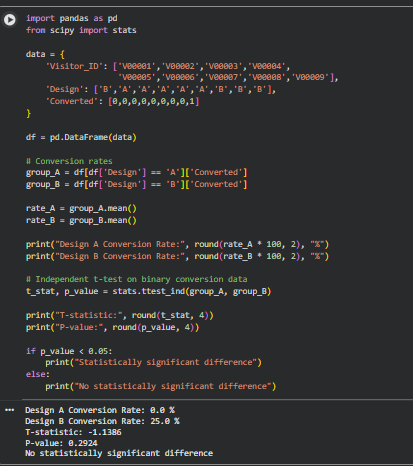 import pandas as pd
from scipy import stats
data = {
'Visitor_ID': ['V00001','V00002','V00003','V00004',
'V00005','V00006','V00007','V00008','V00009'],
'Design': ['B','A','A','A','A','A','B','B','B'],
'Converted': [0,0,0,0,0,0,0,0,1]
}
df = pd.DataFrame(data)
# Conversion rates
group_A = df[df['Design'] == 'A']['Converted']
group_B = df[df['Design'] == 'B']['Converted']
rate_A = group_A.mean()
rate_B = group_B.mean()
print("Design A Conversion Rate:", round(rate_A * 100, 2), "%")
print("Design B Conversion Rate:", round(rate_B * 100, 2), "%")
# Independent t-test on binary conversion data
t_stat, p_value = stats.ttest_ind(group_A, group_B)
print("T-statistic:", round(t_stat, 4))
print("P-value:", round(p_value, 4))
if p_value < 0.05:
print("Statistically significant difference")
else:
print("No statistically significant difference")
Design A Conversion Rate: 0.0 %
Design B Conversion Rate: 25.0 %
T-statistic: -1.1386
P-value: 0.2924
No statistically significant difference